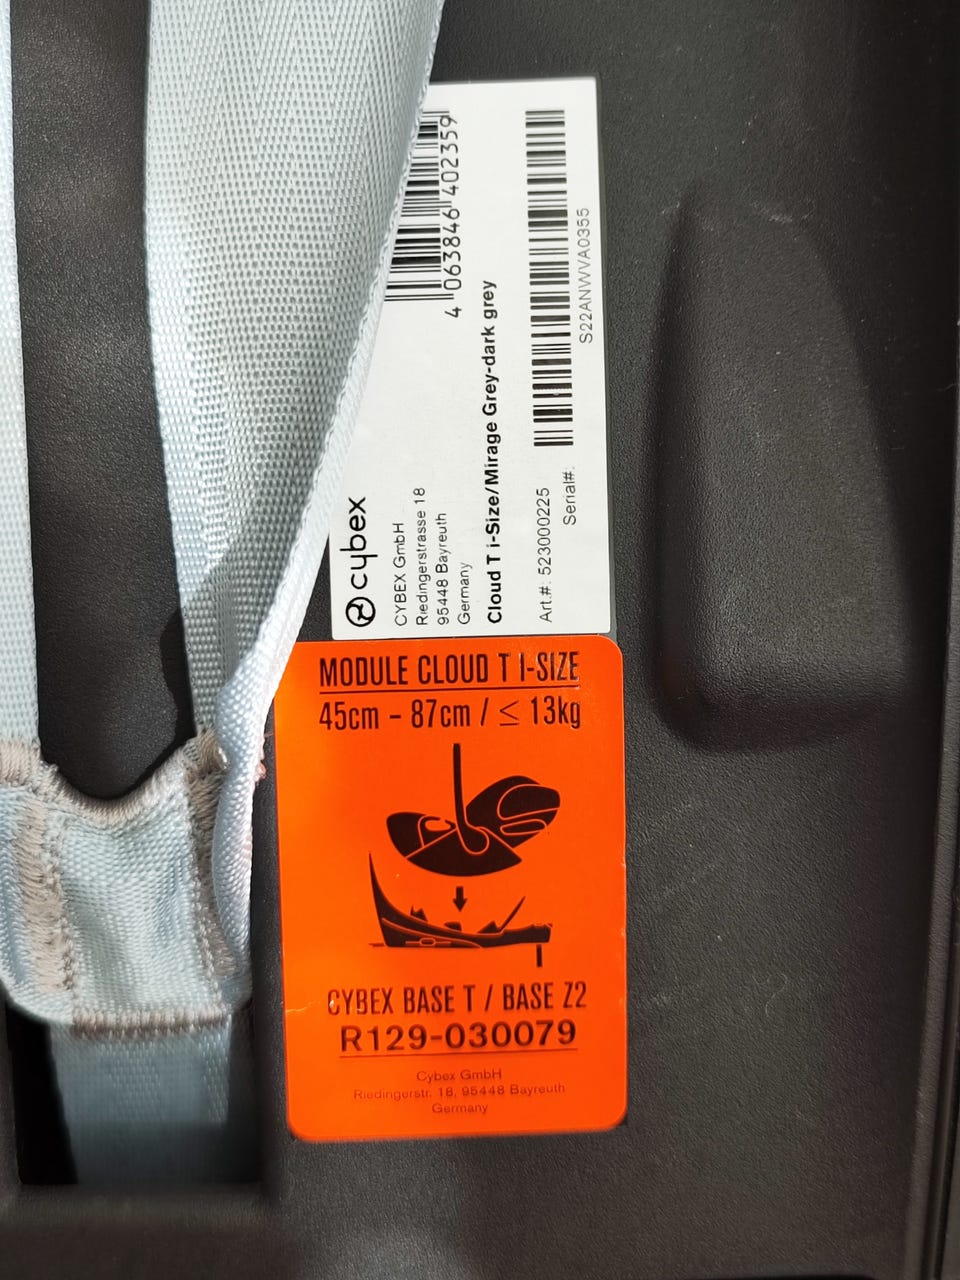 4 063846 402359
cybex
CYBEX GmbH
Riedingerstrasse 18
95448 Bayreuth
Germany
Cloud T i-Size/Mirage Grey-dark grey
Art.#: 523000225
Serial#:
S22ANWVA0355
MODULE CLOUD T I-SIZE
45cm – 87cm / ≤ 13kg
CYBEX BASE T / BASE Z2
R129-030079
Cybex GmbH
Riedingerstr. 18, 95448 Bayreuth
Germany